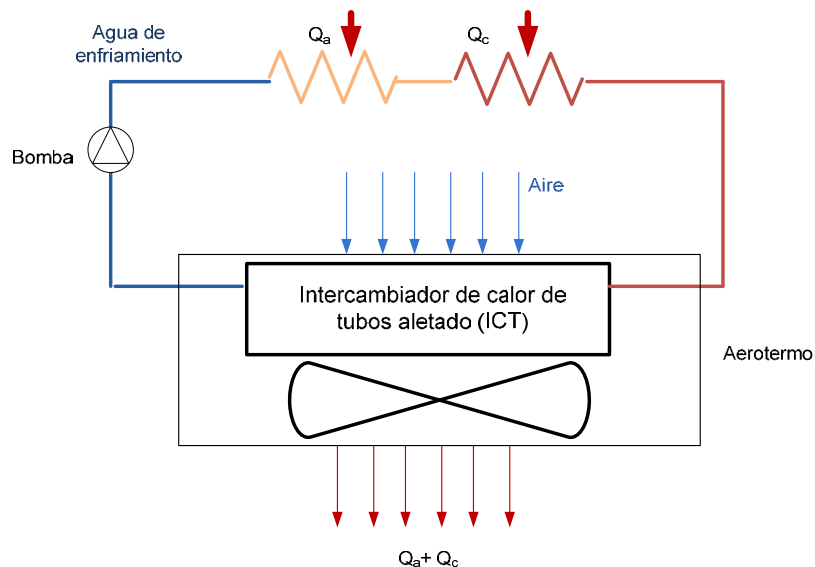 Agua de
enfriamiento
Qa
Qc
Bomba
Aire
Intercambiador de calor de
tubos aletado (ICT)
Aerotermo
Qa+ Qc